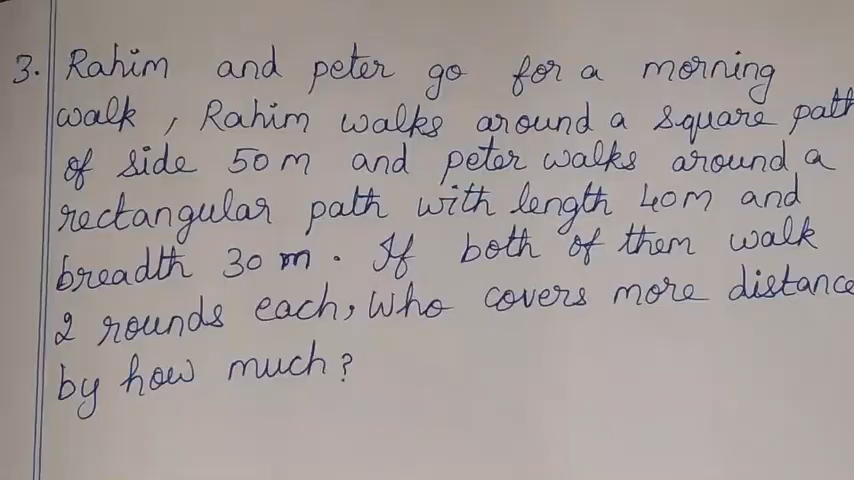 3. Rahim and peter go for a morning
walk, Rahim walks around a square path
of side 50 m and peter walks around a
rectangular path with length 40m and
breadth 30 m. If both of them walk
2 rounds each, Who covers more distance
by how much?